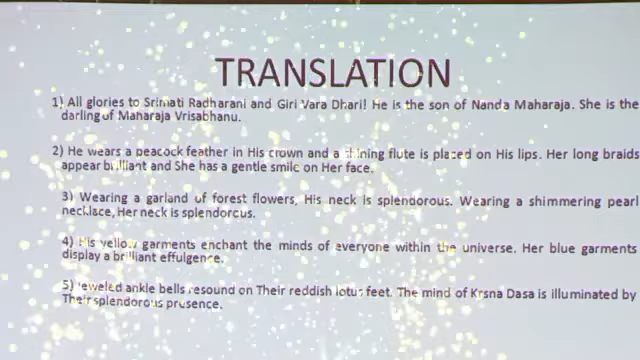 TRANSLATION
1) All glories to Srimati Radharani and Giri Vara Dhari! He is the son of Nanda Maharaja. She is the
darling of Maharaja Vrisabhanu.
2) He wears a peacock feather in His crown and a shining flute is placed on His lips. Her long braids
appear brilliant and She has a gentle smile on Her face.
3) Wearing a garland of forest flowers, His neck is splendorous. Wearing a shimmering pearl
necklace, Her neck is splendorous.
4) His yellow garments enchant the minds of everyone within the universe. Her blue garments
display a brilliant effulgence.
5) Jeweled ankle bells resound on Their reddish lotus feet. The mind of Krsna Dasa is illuminated by
Their splendorous presence.